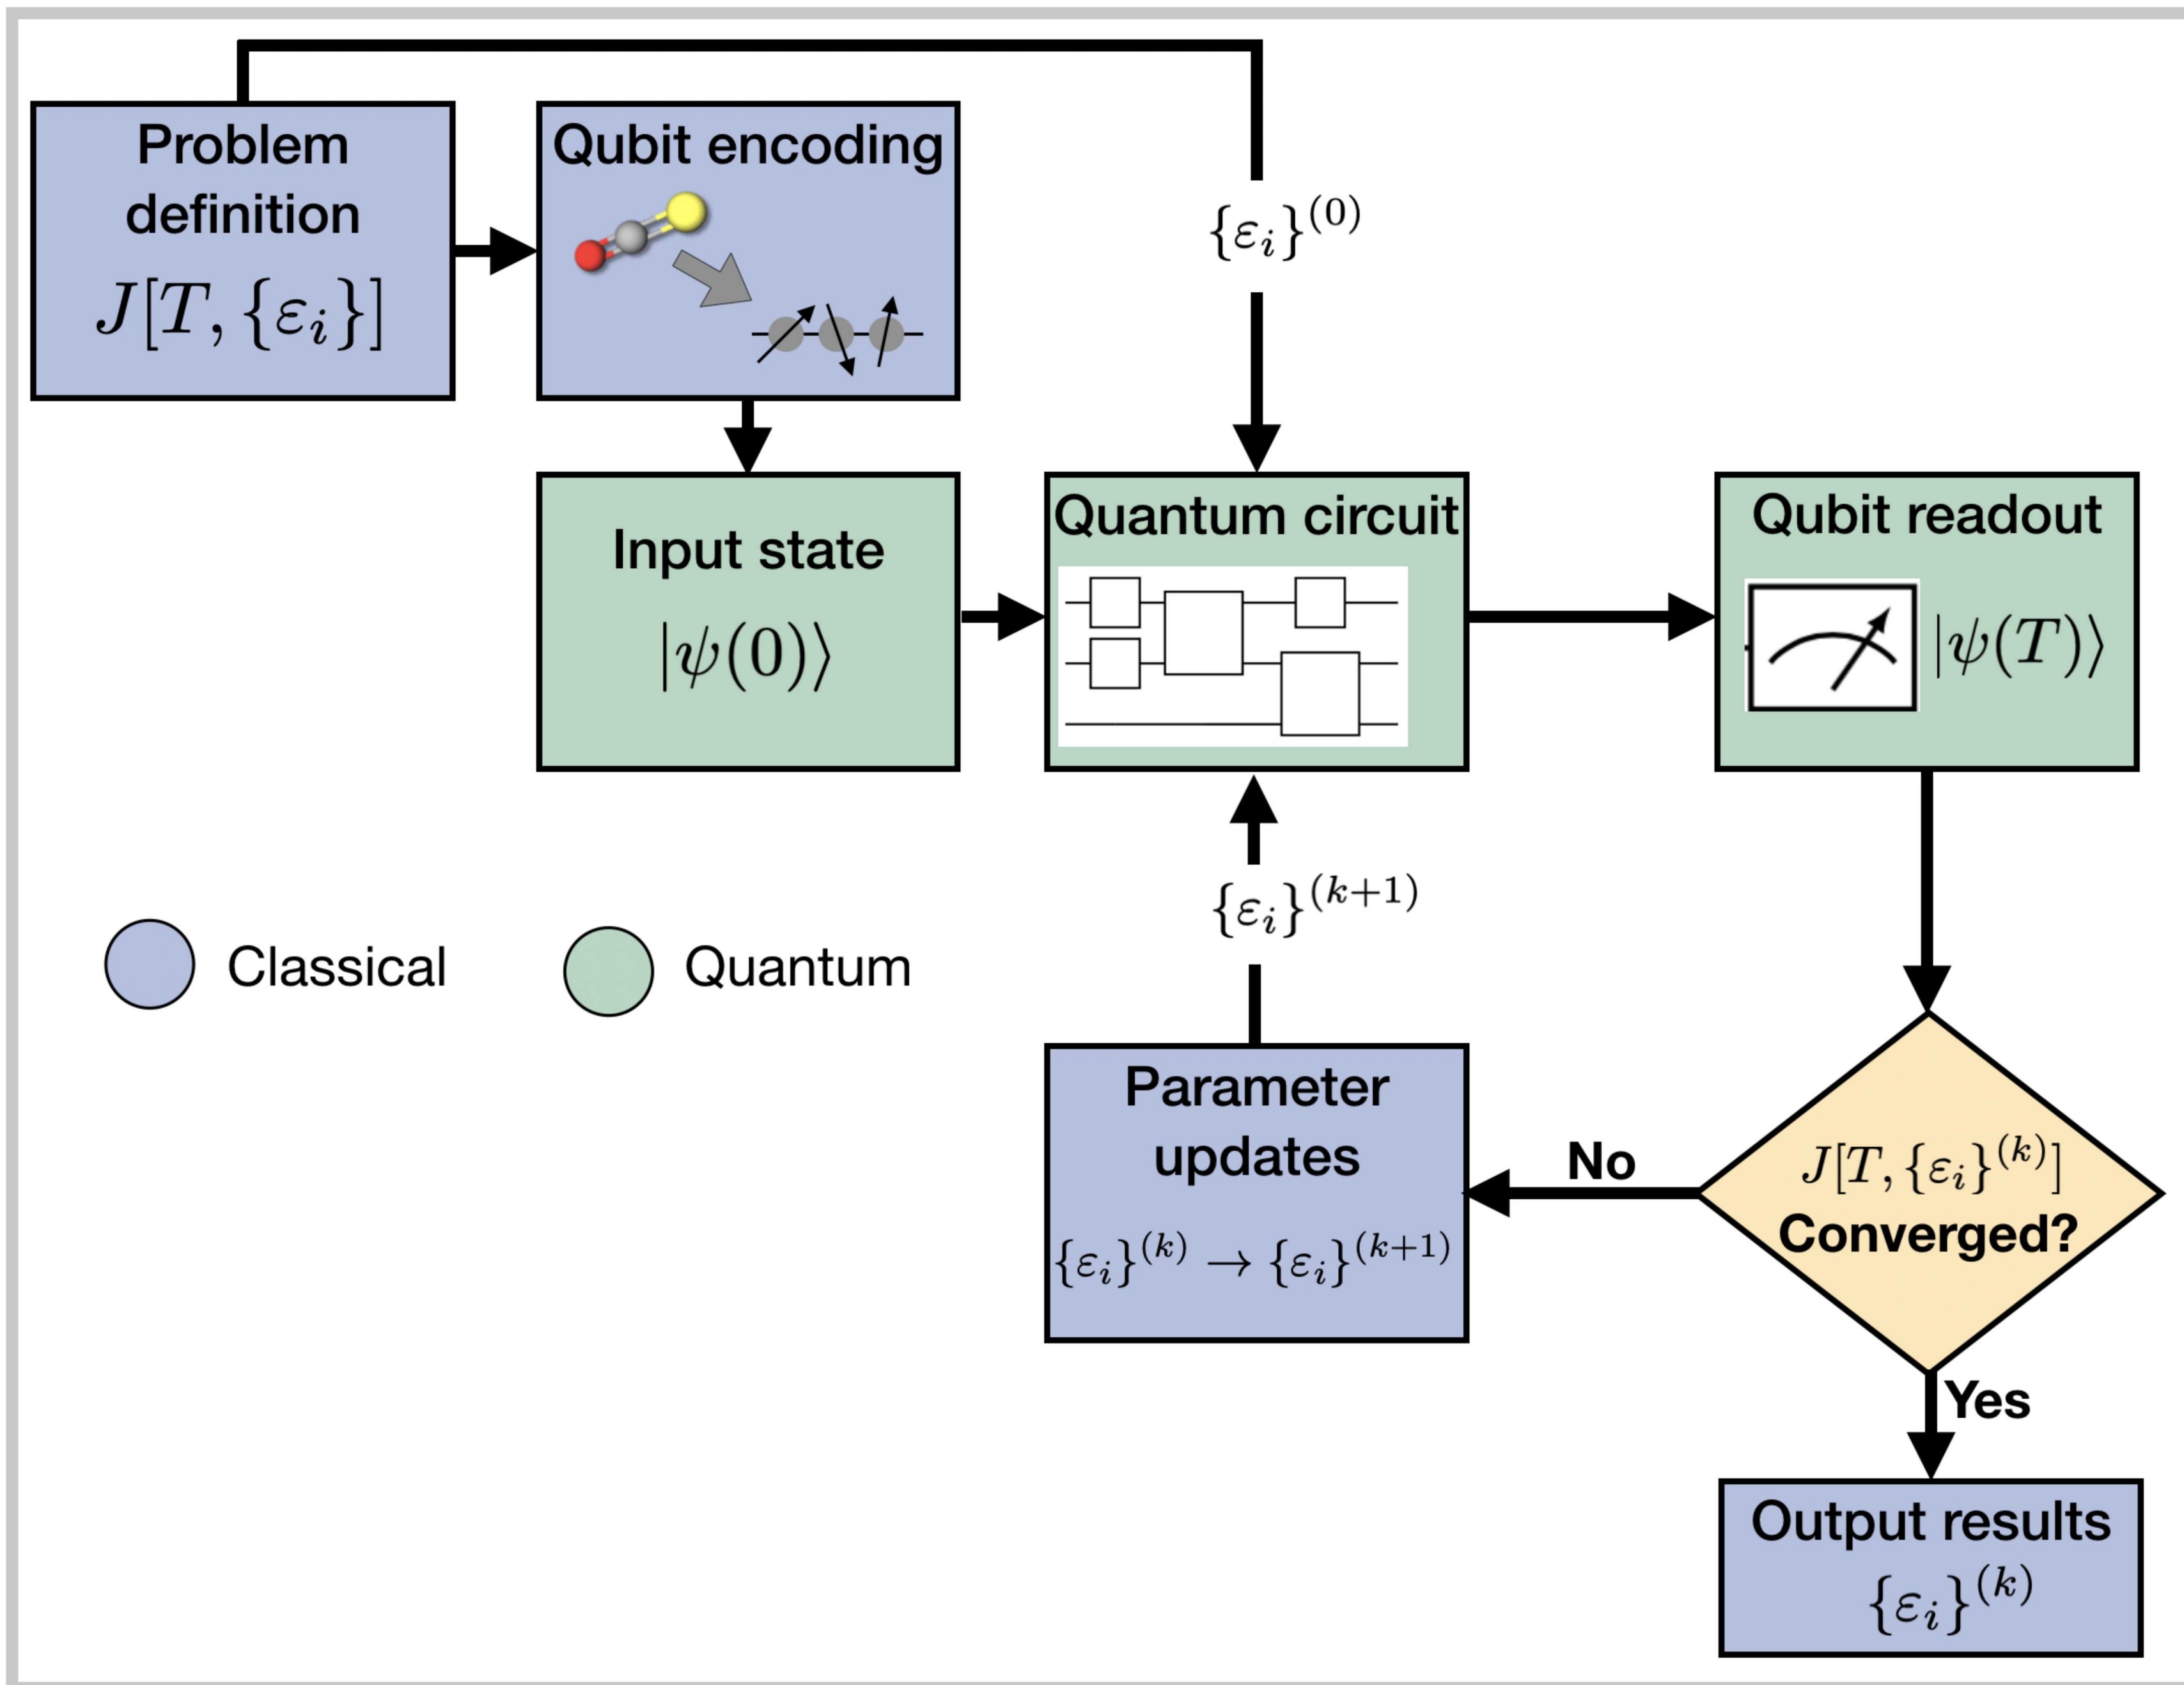 Problem
definition
J[T, {εᵢ}]
Qubit encoding
{εᵢ}⁽⁰⁾
Input state
|ψ(0)⟩
Quantum circuit
Qubit readout
|ψ(T)⟩
{εᵢ}⁽ᵏ⁺¹⁾
Classical
Quantum
Parameter
updates
{εᵢ}⁽ᵏ⁾ → {εᵢ}⁽ᵏ⁺¹⁾
No
J[T, {εᵢ}⁽ᵏ⁾]
Converged?
Yes
Output results
{εᵢ}⁽ᵏ⁾